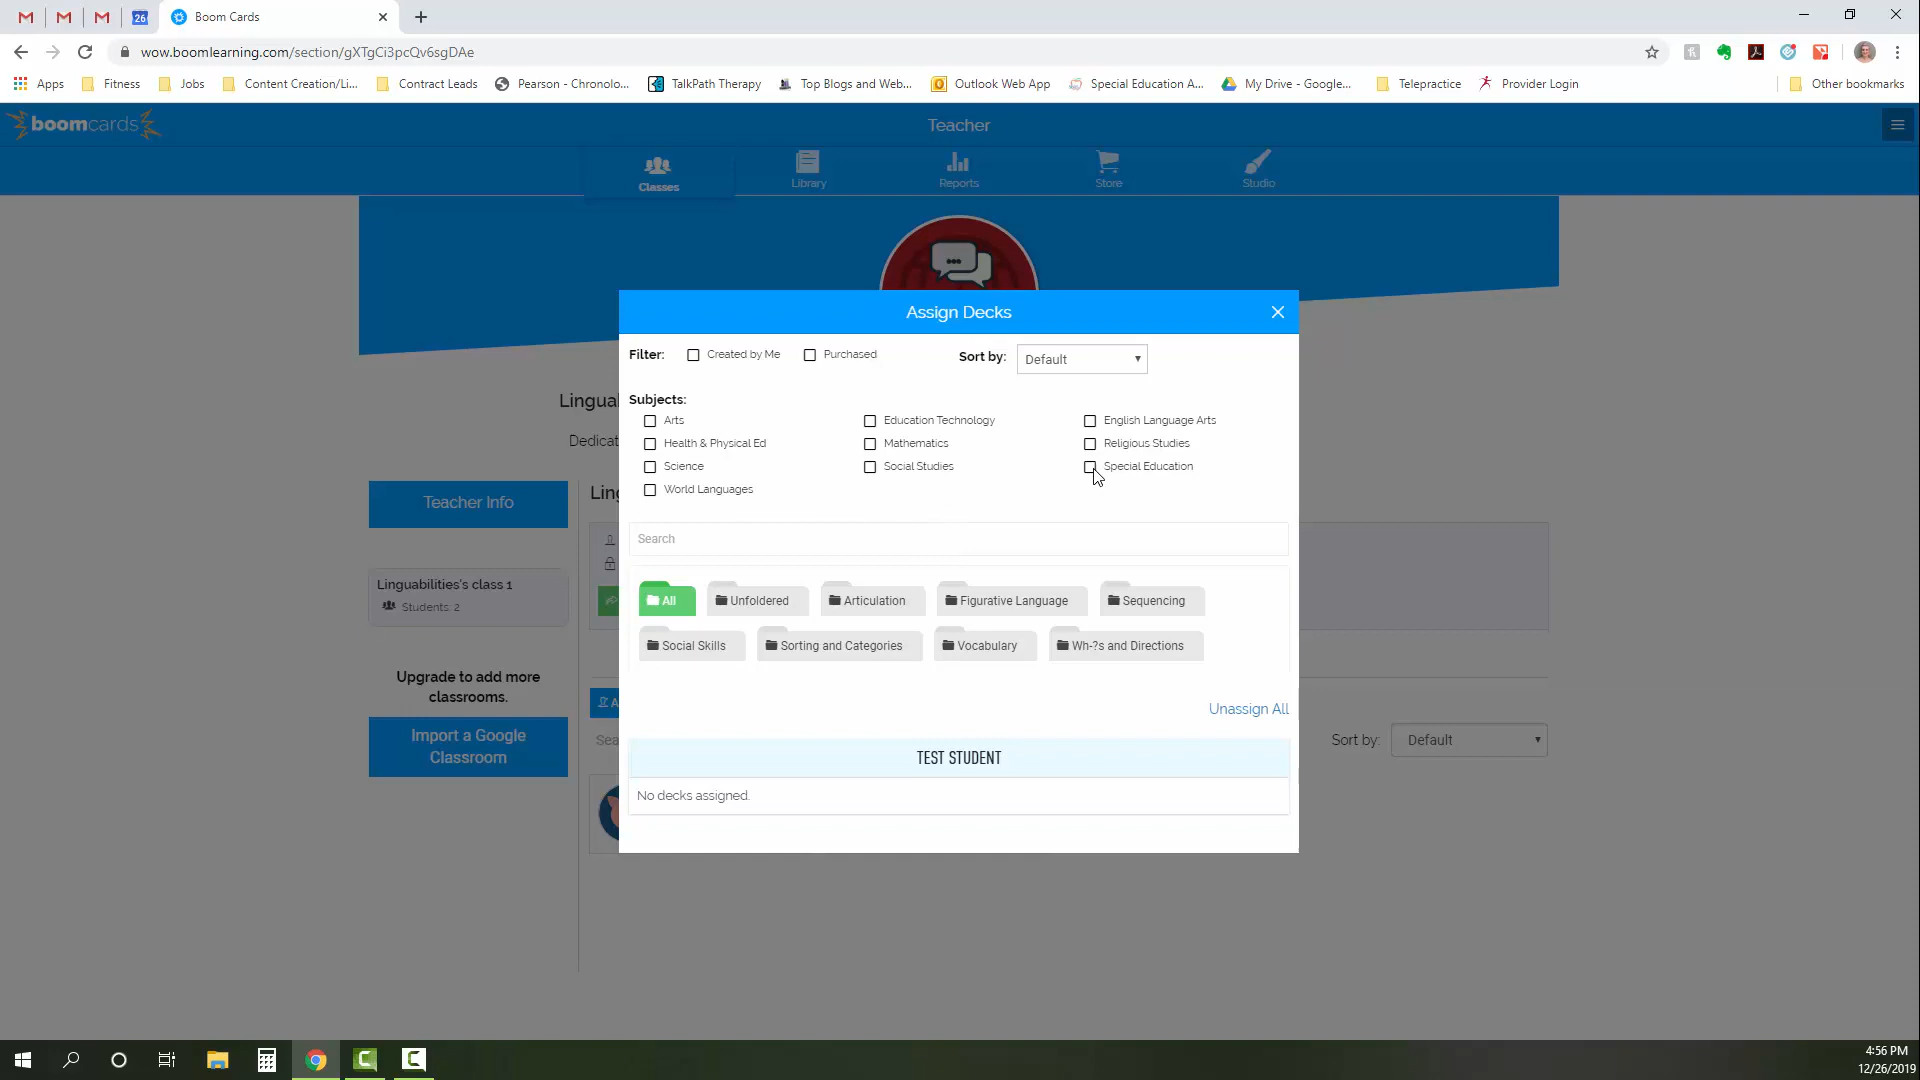 26
Boom Cards
wow.boomlearning.com/section/gXTgCi3pcQv6sgDAe
Apps
Fitness
Jobs
Content Creation/Li...
Contract Leads
Pearson - Chronolo...
TalkPath Therapy
Top Blogs and Web...
Outlook Web App
Special Education A...
My Drive - Google...
Telepractice
Provider Login
Other bookmarks
boomcards
Teacher
Classes
Library
Reports
Store
Studio
Assign Decks
Filter: Created by Me Purchased Sort by: Default
Subjects:
Arts Education Technology English Language Arts
Health & Physical Ed Mathematics Religious Studies
Science Social Studies Special Education
World Languages
Search
All Unfoldered Articulation Figurative Language Sequencing
Social Skills Sorting and Categories Vocabulary Wh-?s and Directions
Unassign All
TEST STUDENT
No decks assigned.
Lingua
Dedicat
Teacher Info
Lin
Linguabilities's class 1
Students: 2
Upgrade to add more
classrooms.
Import a Google
Classroom
A
Sea
Sort by: Default
4:56 PM
12/26/2019